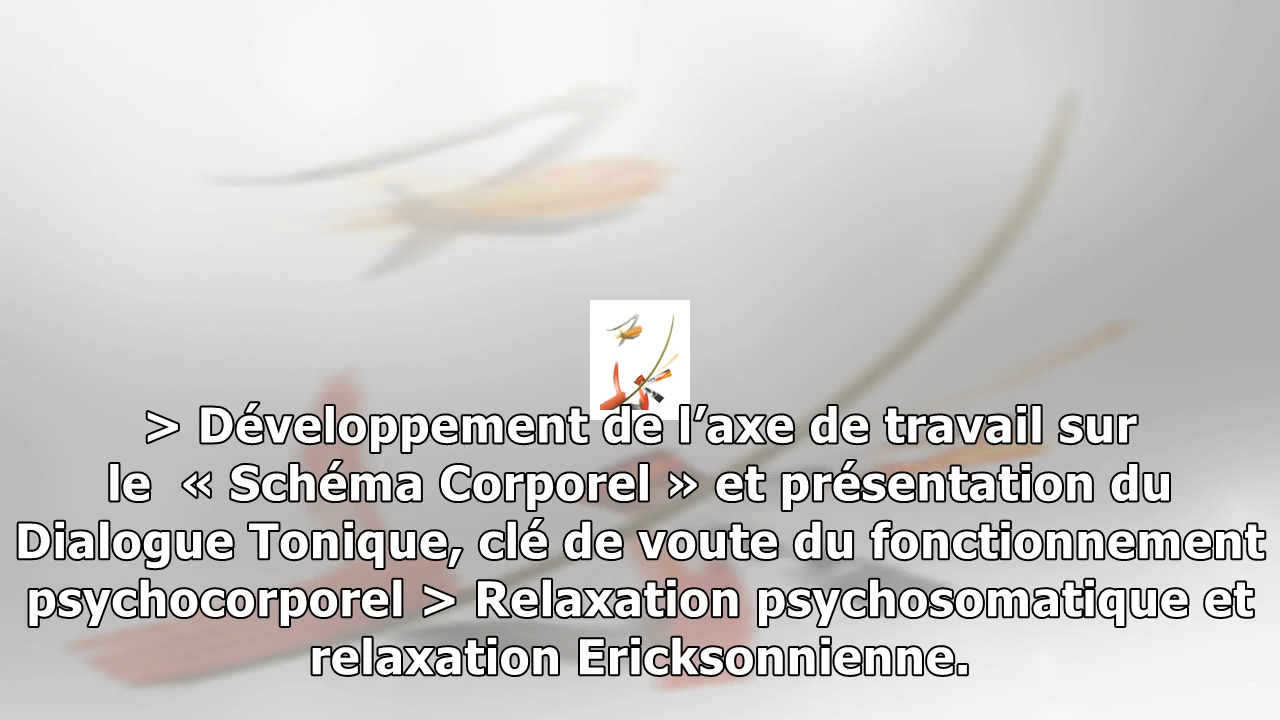 > Développement de l’axe de travail sur
le  « Schéma Corporel » et présentation du
Dialogue Tonique, clé de voute du fonctionnement
psychocorporel > Relaxation psychosomatique et
relaxation Ericksonnienne.